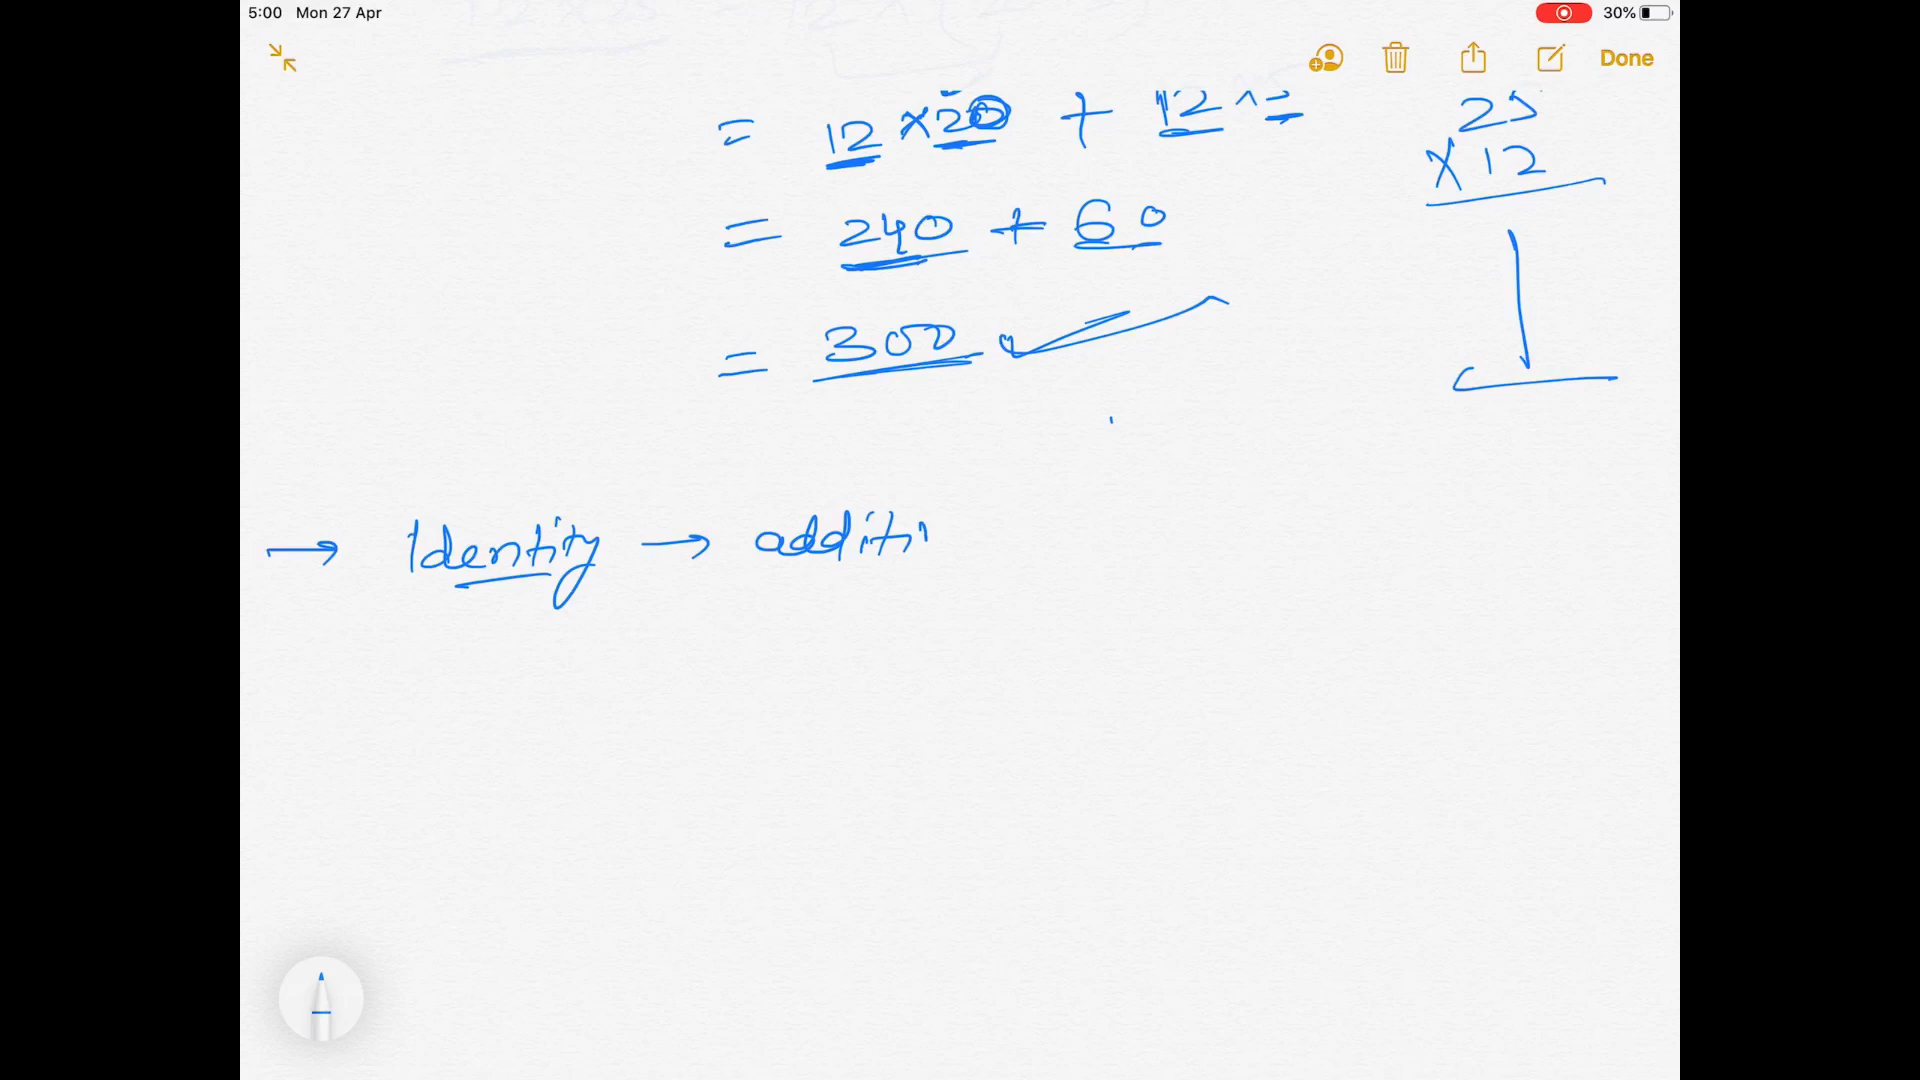 5:00 Mon 27 Apr
30%
Done
= 12 × 20 + 12 × 5
25
× 12
= 240 + 60
= 300
→ Identity → additi